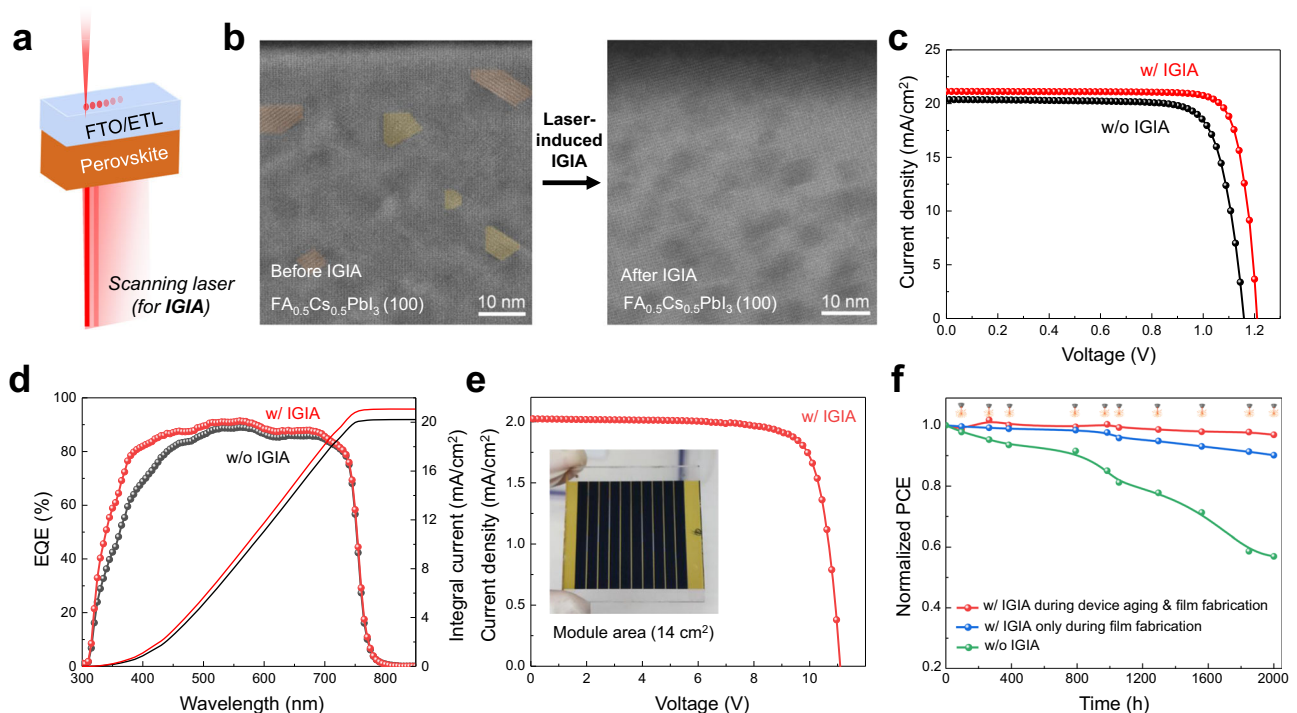 a
FTO/ETL
Perovskite
Scanning laser
(for IGIA)
b
Before IGIA
FA0.5Cs0.5PbI3 (100)
10 nm
Laser-
induced
IGIA
After IGIA
FA0.5Cs0.5PbI3 (100)
10 nm
c
Current density (mA/cm2)
25
20
15
10
5
0
w/ IGIA
w/o IGIA
0.0 0.2 0.4 0.6 0.8 1.0 1.2
Voltage (V)
d
EQE (%)
100
80
60
40
20
0
w/ IGIA
w/o IGIA
20
16
12
8
4
0
Integral current (mA/cm2)
300 400 500 600 700 800
Wavelength (nm)
e
Current density (mA/cm2)
2.0
1.5
1.0
0.5
0.0
w/ IGIA
Module area (14 cm2)
0 2 4 6 8 10
Voltage (V)
f
Normalized PCE
1.0
0.8
0.6
0.4
0.2
w/ IGIA during device aging & film fabrication
w/ IGIA only during film fabrication
w/o IGIA
0 400 800 1200 1600 2000
Time (h)